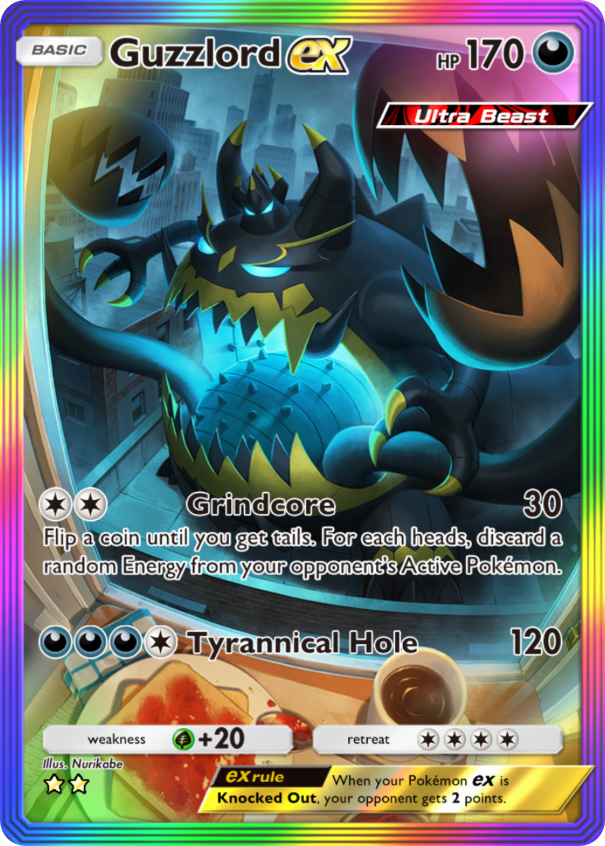 BASIC Guzzlord ex HP 170
Ultra Beast
Grindcore 30
Flip a coin until you get tails. For each heads, discard a
random Energy from your opponent's Active Pokémon.
Tyrannical Hole 120
weakness +20 retreat
Illus. Nurikabe
ex rule When your Pokémon ex is
Knocked Out, your opponent gets 2 points.